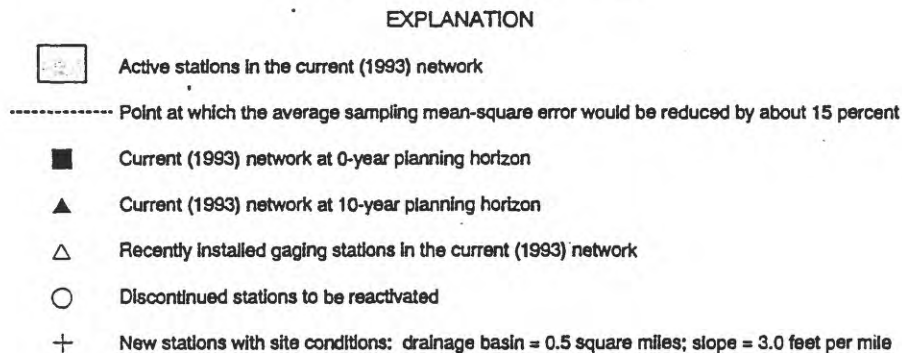 EXPLANATION
Active stations in the current (1993) network
Point at which the average sampling mean-square error would be reduced by about 15 percent
Current (1993) network at 0-year planning horizon
Current (1993) network at 10-year planning horizon
Recently installed gaging stations in the current (1993) network
Discontinued stations to be reactivated
New stations with site conditions: drainage basin = 0.5 square miles; slope = 3.0 feet per mile